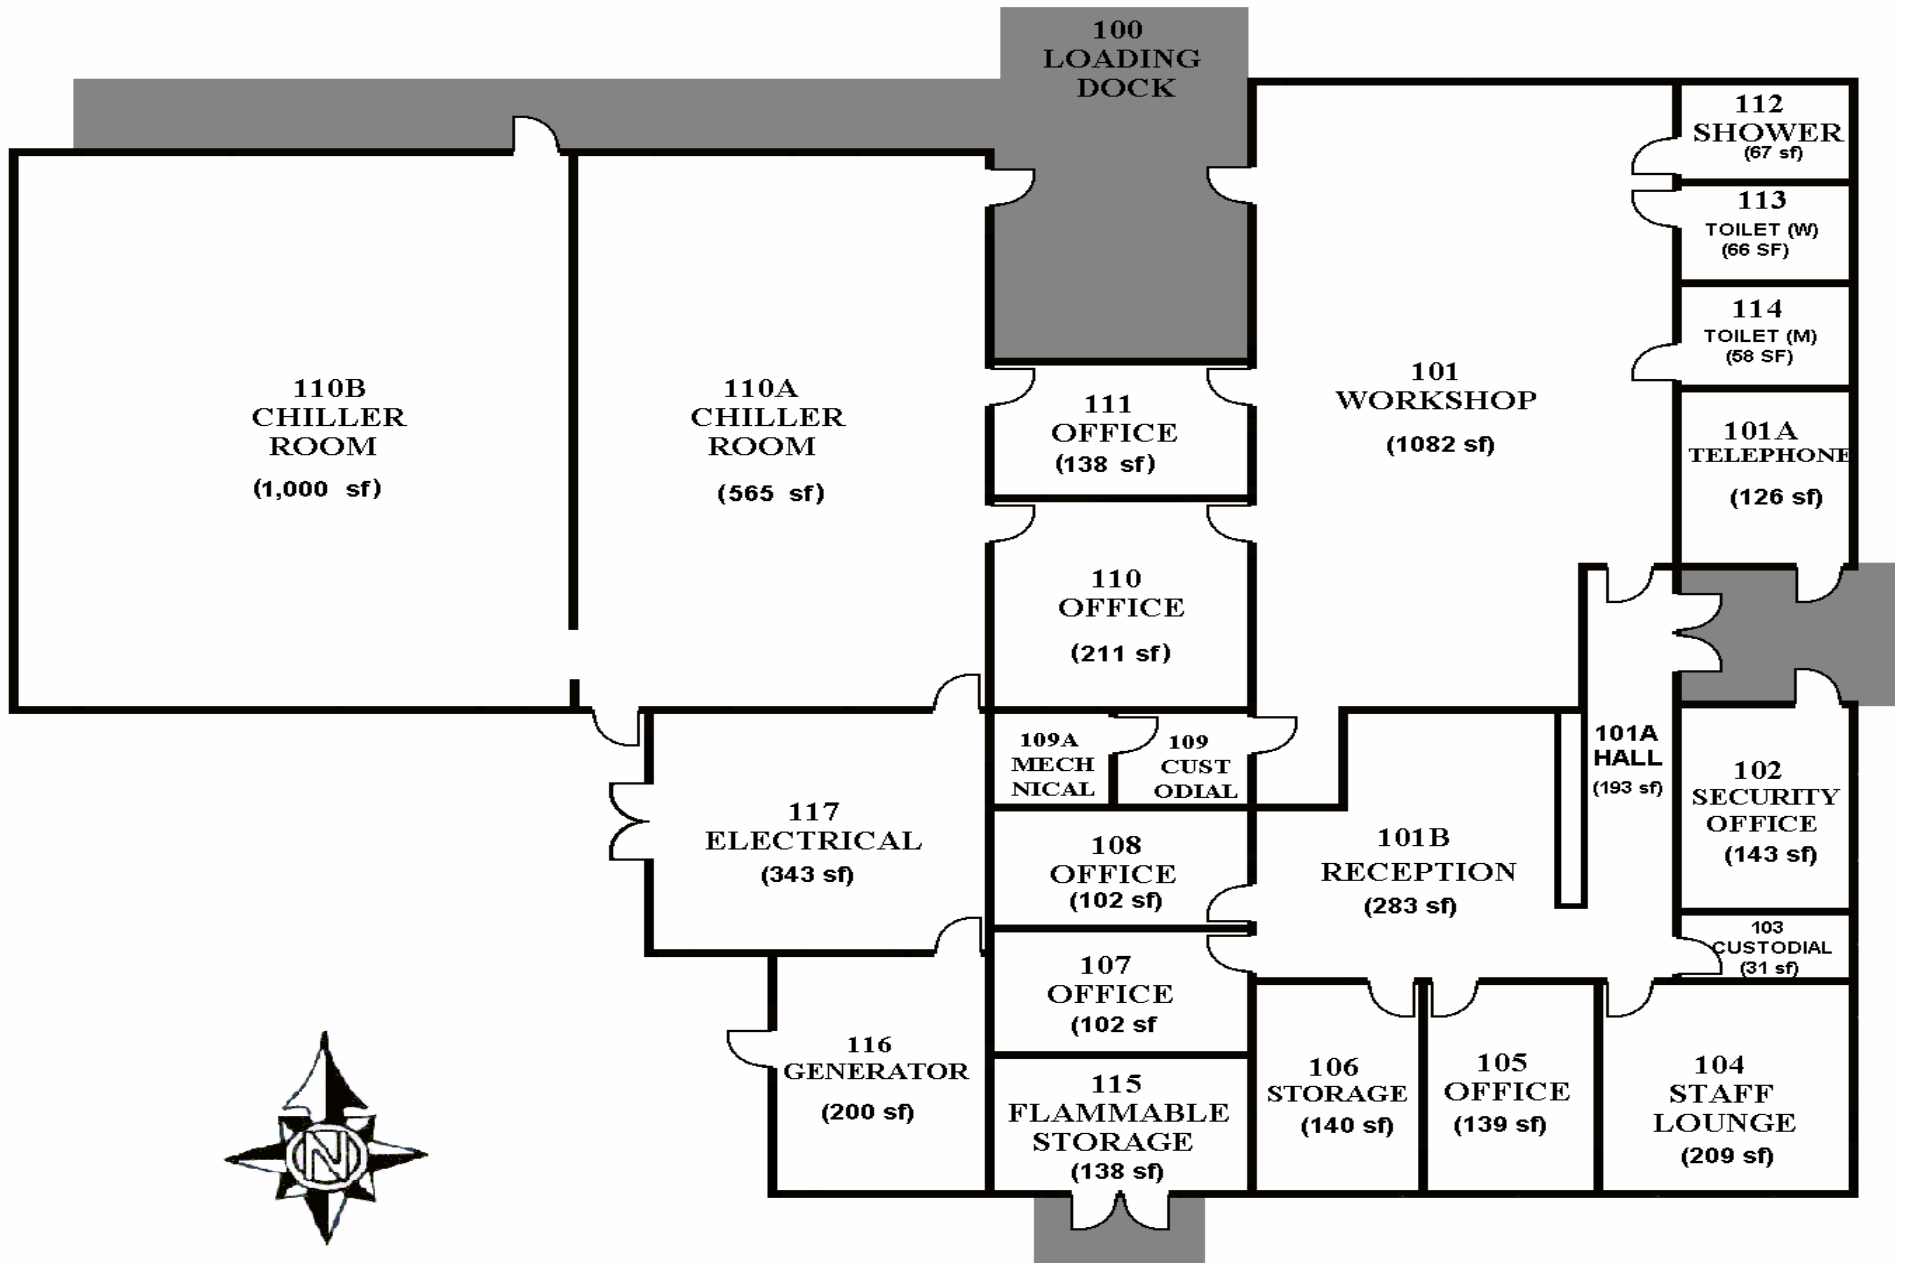 100
LOADING
DOCK
112
SHOWER
(67 sf)
113
TOILET (W)
(66 SF)
114
TOILET (M)
(58 SF)
110B
CHILLER
ROOM
(1,000 sf)
110A
CHILLER
ROOM
(565 sf)
111
OFFICE
(138 sf)
101
WORKSHOP
(1082 sf)
101A
TELEPHONE
(126 sf)
110
OFFICE
(211 sf)
109A
MECH
NICAL
109
CUST
ODIAL
101A
HALL
(193 sf)
102
SECURITY
OFFICE
(143 sf)
117
ELECTRICAL
(343 sf)
108
OFFICE
(102 sf)
101B
RECEPTION
(283 sf)
103
CUSTODIAL
(31 sf)
107
OFFICE
(102 sf
116
GENERATOR
(200 sf)
115
FLAMMABLE
STORAGE
(138 sf)
106
STORAGE
(140 sf)
105
OFFICE
(139 sf)
104
STAFF
LOUNGE
(209 sf)
N